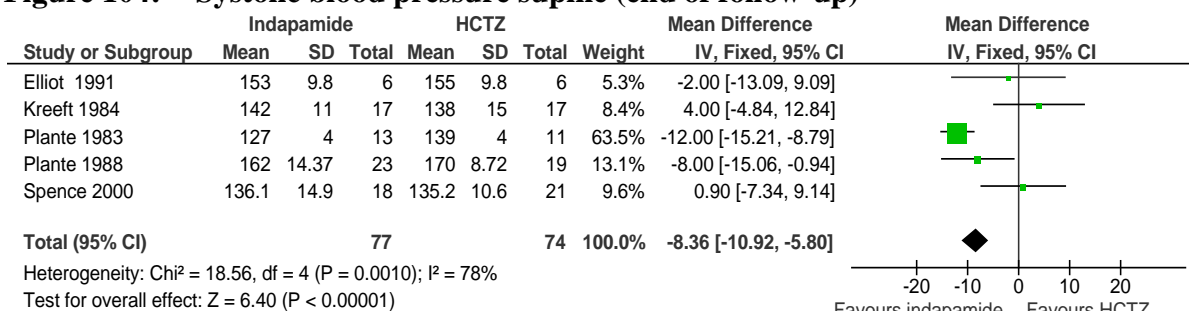 Figure 104: Systolic blood pressure supine (end of follow-up)
Indapamide HCTZ Mean Difference Mean Difference
Study or Subgroup Mean SD Total Mean SD Total Weight IV, Fixed, 95% CI IV, Fixed, 95% CI
Elliot 1991 153 9.8 6 155 9.8 6 5.3% -2.00 [-13.09, 9.09]
Kreeft 1984 142 11 17 138 15 17 8.4% 4.00 [-4.84, 12.84]
Plante 1983 127 4 13 139 4 11 63.5% -12.00 [-15.21, -8.79]
Plante 1988 162 14.37 23 170 8.72 19 13.1% -8.00 [-15.06, -0.94]
Spence 2000 136.1 14.9 18 135.2 10.6 21 9.6% 0.90 [-7.34, 9.14]
Total (95% CI) 77 74 100.0% -8.36 [-10.92, -5.80]
Heterogeneity: Chi² = 18.56, df = 4 (P = 0.0010); I² = 78%
Test for overall effect: Z = 6.40 (P < 0.00001)
-20 -10 0 10 20
Favours indapamide Favours HCTZ